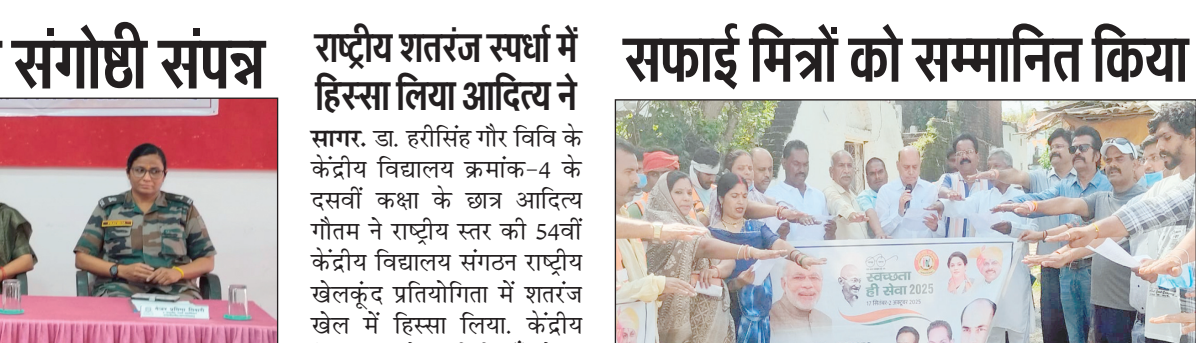 संगोष्ठी संपन्न
राष्ट्रीय शतरंज स्पर्धा में
हिस्सा लिया आदित्य ने
सागर. डा. हरीसिंह गौर विवि के
केंद्रीय विद्यालय क्रमांक-4 के
दसवीं कक्षा के छात्र आदित्य
गौतम ने राष्ट्रीय स्तर की 54वीं
केंद्रीय विद्यालय संगठन राष्ट्रीय
खेलकूंद प्रतियोगिता में शतरंज
खेल में हिस्सा लिया. केंद्रीय
सफाई मित्रों को सम्मानित किया
स्वच्छता
ही सेवा 2025